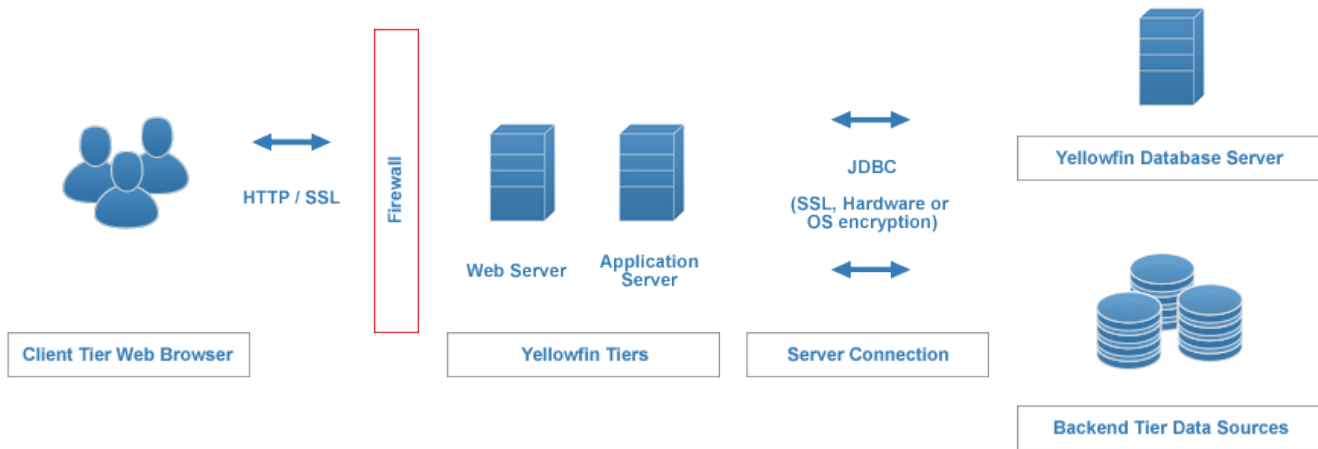 HTTP / SSL
Firewall
Web Server
Application
Server
JDBC
(SSL, Hardware or
OS encryption)
Yellowfin Database Server
Client Tier Web Browser
Yellowfin Tiers
Server Connection
Backend Tier Data Sources